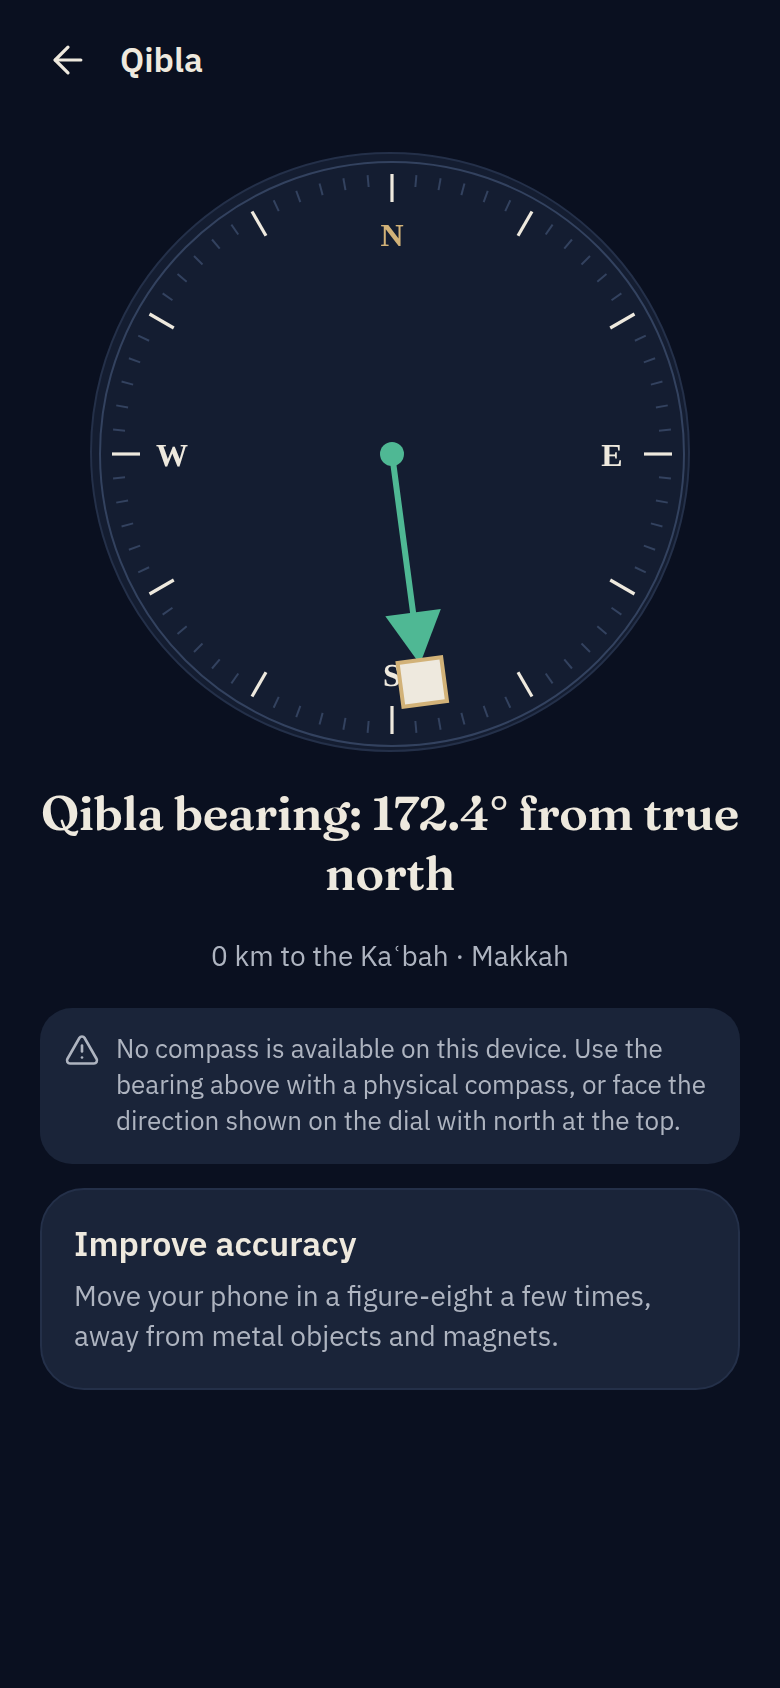 Qibla
N
W
E
S
Qibla bearing: 172.4° from true
north
0 km to the Kaʿbah · Makkah
No compass is available on this device. Use the
bearing above with a physical compass, or face the
direction shown on the dial with north at the top.
Improve accuracy
Move your phone in a figure-eight a few times,
away from metal objects and magnets.